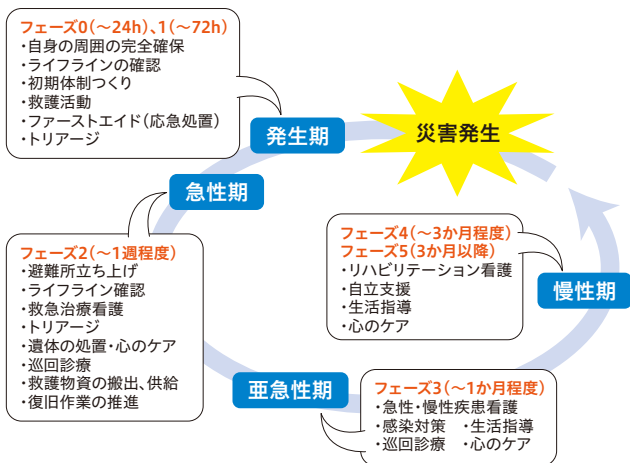 フェーズ0(～24h)、1(～72h)
・自身の周囲の完全確保
・ライフラインの確認
・初期体制つくり
・救護活動
・ファーストエイド(応急処置)
・トリアージ
発生期
災害発生
急性期
フェーズ2(～1週程度)
・避難所立ち上げ
・ライフライン確認
・救急治療看護
・トリアージ
・遺体の処置・心のケア
・巡回診療
・救護物資の搬出、供給
・復旧作業の推進
亜急性期
フェーズ3(～1か月程度)
・急性・慢性疾患看護
・感染対策 ・生活指導
・巡回診療 ・心のケア
フェーズ4(～3か月程度)
フェーズ5(3か月以降)
・リハビリテーション看護
・自立支援
・生活指導
・心のケア
慢性期